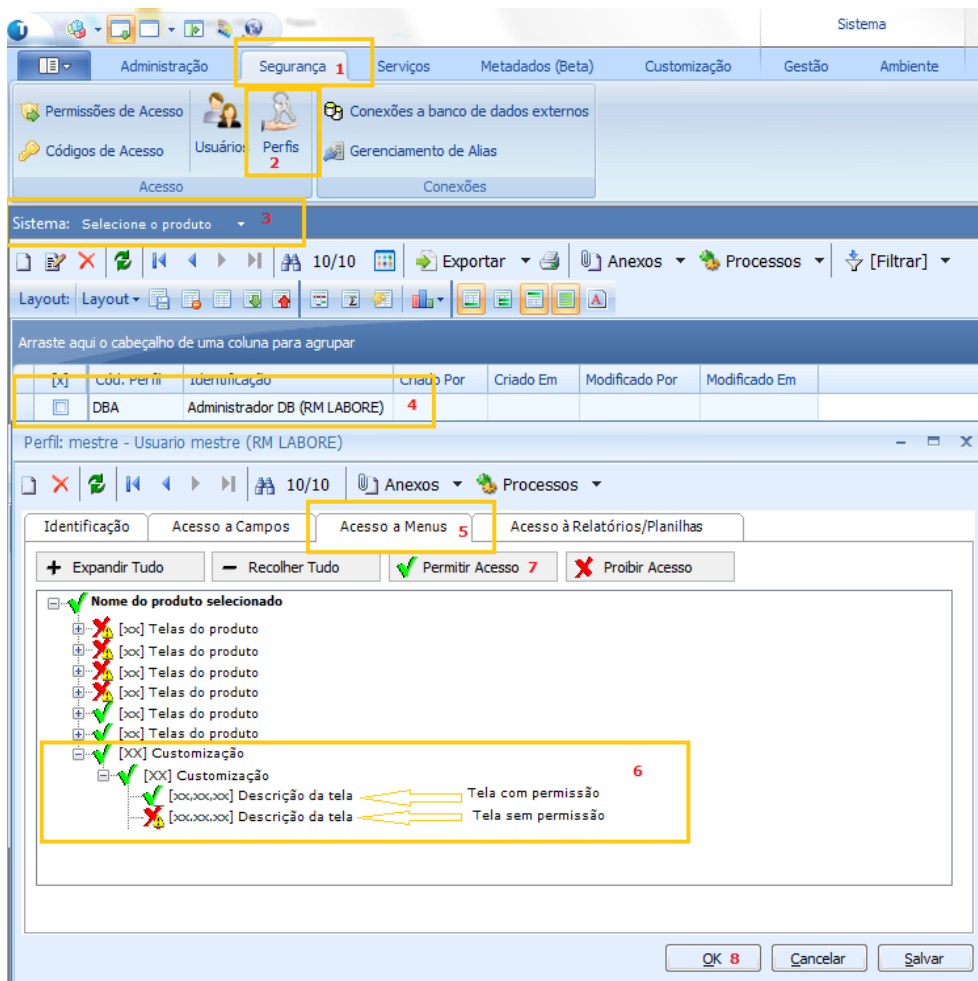 Sistema
Administração Segurança 1 Serviços Metadados (Beta) Customização Gestão Ambiente
Permissões de Acesso
Códigos de Acesso
Usuários
Perfis
2
Conexões a banco de dados externos
Gerenciamento de Alias
Acesso Conexões
Sistema: Selecione o produto 3
10/10 Exportar Anexos Processos [Filtrar]
Layout: Layout
Arraste aqui o cabeçalho de uma coluna para agrupar
[x] Cód. Perfil Identificação Criado Por Criado Em Modificado Por Modificado Em
DBA Administrador DB (RM LABORE) 4
Perfil: mestre - Usuario mestre (RM LABORE)
10/10 Anexos Processos
Identificação Acesso a Campos Acesso a Menus 5 Acesso à Relatórios/Planilhas
Expandir Tudo Recolher Tudo Permitir Acesso 7 Proibir Acesso
Nome do produto selecionado
[xx] Telas do produto
[xx] Telas do produto
[xx] Telas do produto
[xx] Telas do produto
[xx] Telas do produto
[xx] Telas do produto
[XX] Customização
[XX] Customização 6
[xx,xx,xx] Descrição da tela Tela com permissão
[xx.xx.xx] Descrição da tela Tela sem permissão
OK 8 Cancelar Salvar